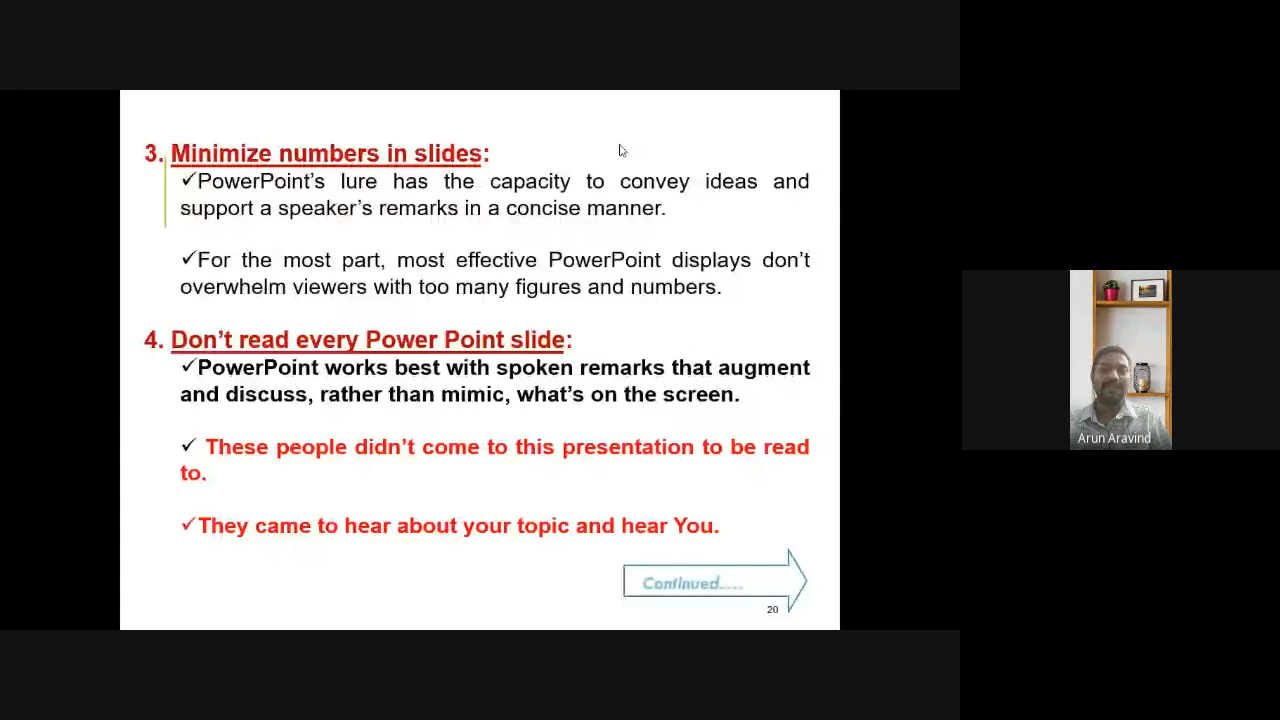 3. Minimize numbers in slides:
✓PowerPoint's lure has the capacity to convey ideas and
support a speaker's remarks in a concise manner.
✓For the most part, most effective PowerPoint displays don't
overwhelm viewers with too many figures and numbers.
4. Don't read every Power Point slide:
✓PowerPoint works best with spoken remarks that augment
and discuss, rather than mimic, what's on the screen.
✓ These people didn't come to this presentation to be read
to.
✓They came to hear about your topic and hear You.
Continued.....
20
Arun Aravind